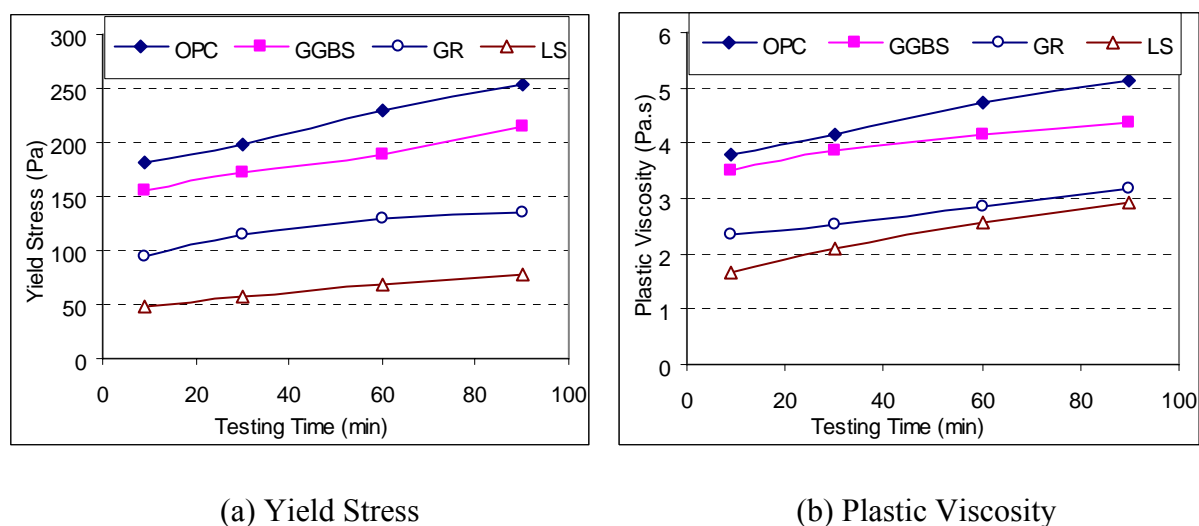 OPC GGBS GR LS
300
250
200
150
100
50
0
0 20 40 60 80 100
Yield Stress (Pa)
Testing Time (min)
OPC GGBS GR LS
6
5
4
3
2
1
0
0 20 40 60 80 100
Plastic Viscosity (Pa.s)
Testing Time (min)
(a) Yield Stress
(b) Plastic Viscosity